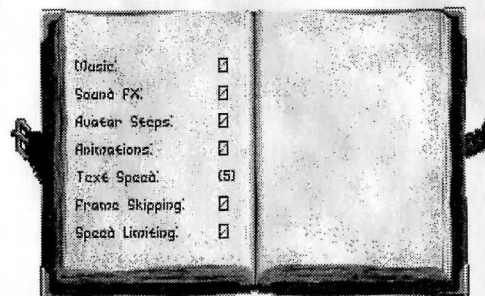 Music:
Sound FX:
Avatar Steps:
Animations:
Text Speed: (5)
Frame Skipping:
Speed Limiting: